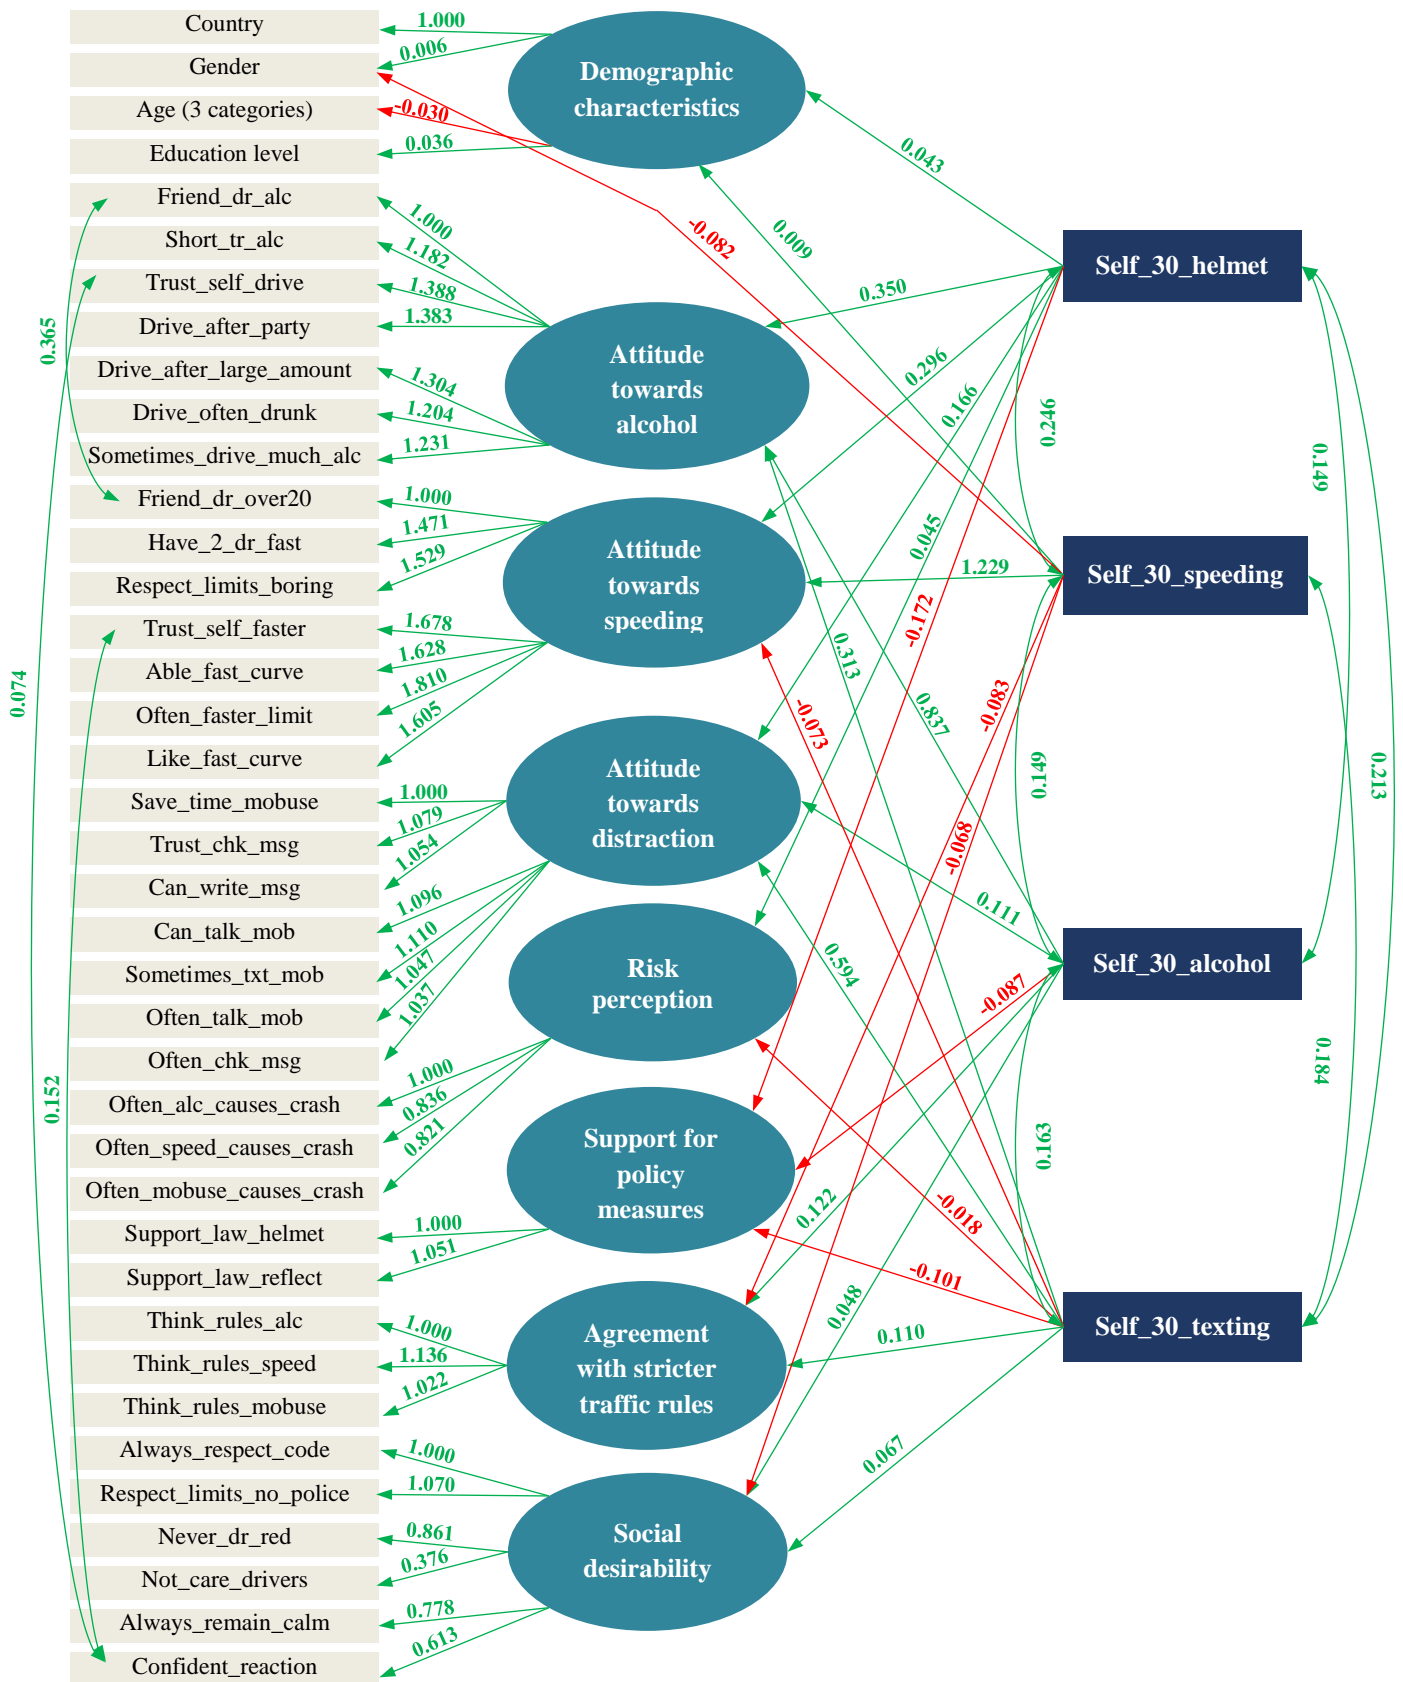 Country
Gender
Age (3 categories)
Education level
Friend_dr_alc
Short_tr_alc
Trust_self_drive
Drive_after_party
Drive_after_large_amount
Drive_often_drunk
Sometimes_drive_much_alc
Friend_dr_over20
Have_2_dr_fast
Respect_limits_boring
Trust_self_faster
Able_fast_curve
Often_faster_limit
Like_fast_curve
Save_time_mobuse
Trust_chk_msg
Can_write_msg
Can_talk_mob
Sometimes_txt_mob
Often_talk_mob
Often_chk_msg
Often_alc_causes_crash
Often_speed_causes_crash
Often_mobuse_causes_crash
Support_law_helmet
Support_law_reflect
Think_rules_alc
Think_rules_speed
Think_rules_mobuse
Always_respect_code
Respect_limits_no_police
Never_dr_red
Not_care_drivers
Always_remain_calm
Confident_reaction
0.365
0.074
0.152
1.000
0.006
-0.030
0.036
1.000
1.182
1.388
1.383
1.304
1.204
1.231
1.000
1.471
1.529
1.678
1.628
1.810
1.605
1.000
1.079
1.054
1.096
1.110
1.047
1.037
1.000
0.836
0.821
1.000
1.051
1.000
1.136
1.022
1.000
1.070
0.861
0.376
0.778
0.613
Demographic
characteristics
Attitude
towards
alcohol
Attitude
towards
speeding
Attitude
towards
distraction
Risk
perception
Support for
policy
measures
Agreement
with stricter
traffic rules
Social
desirability
0.043
-0.082
0.009
0.350
0.296
0.166
0.246
0.045
1.229
-0.172
0.313
-0.083
-0.073
0.837
0.149
-0.068
0.111
0.594
-0.087
0.163
0.122
-0.018
-0.101
0.048
0.110
0.067
Self_30_helmet
Self_30_speeding
Self_30_alcohol
Self_30_texting
0.149
0.213
0.184